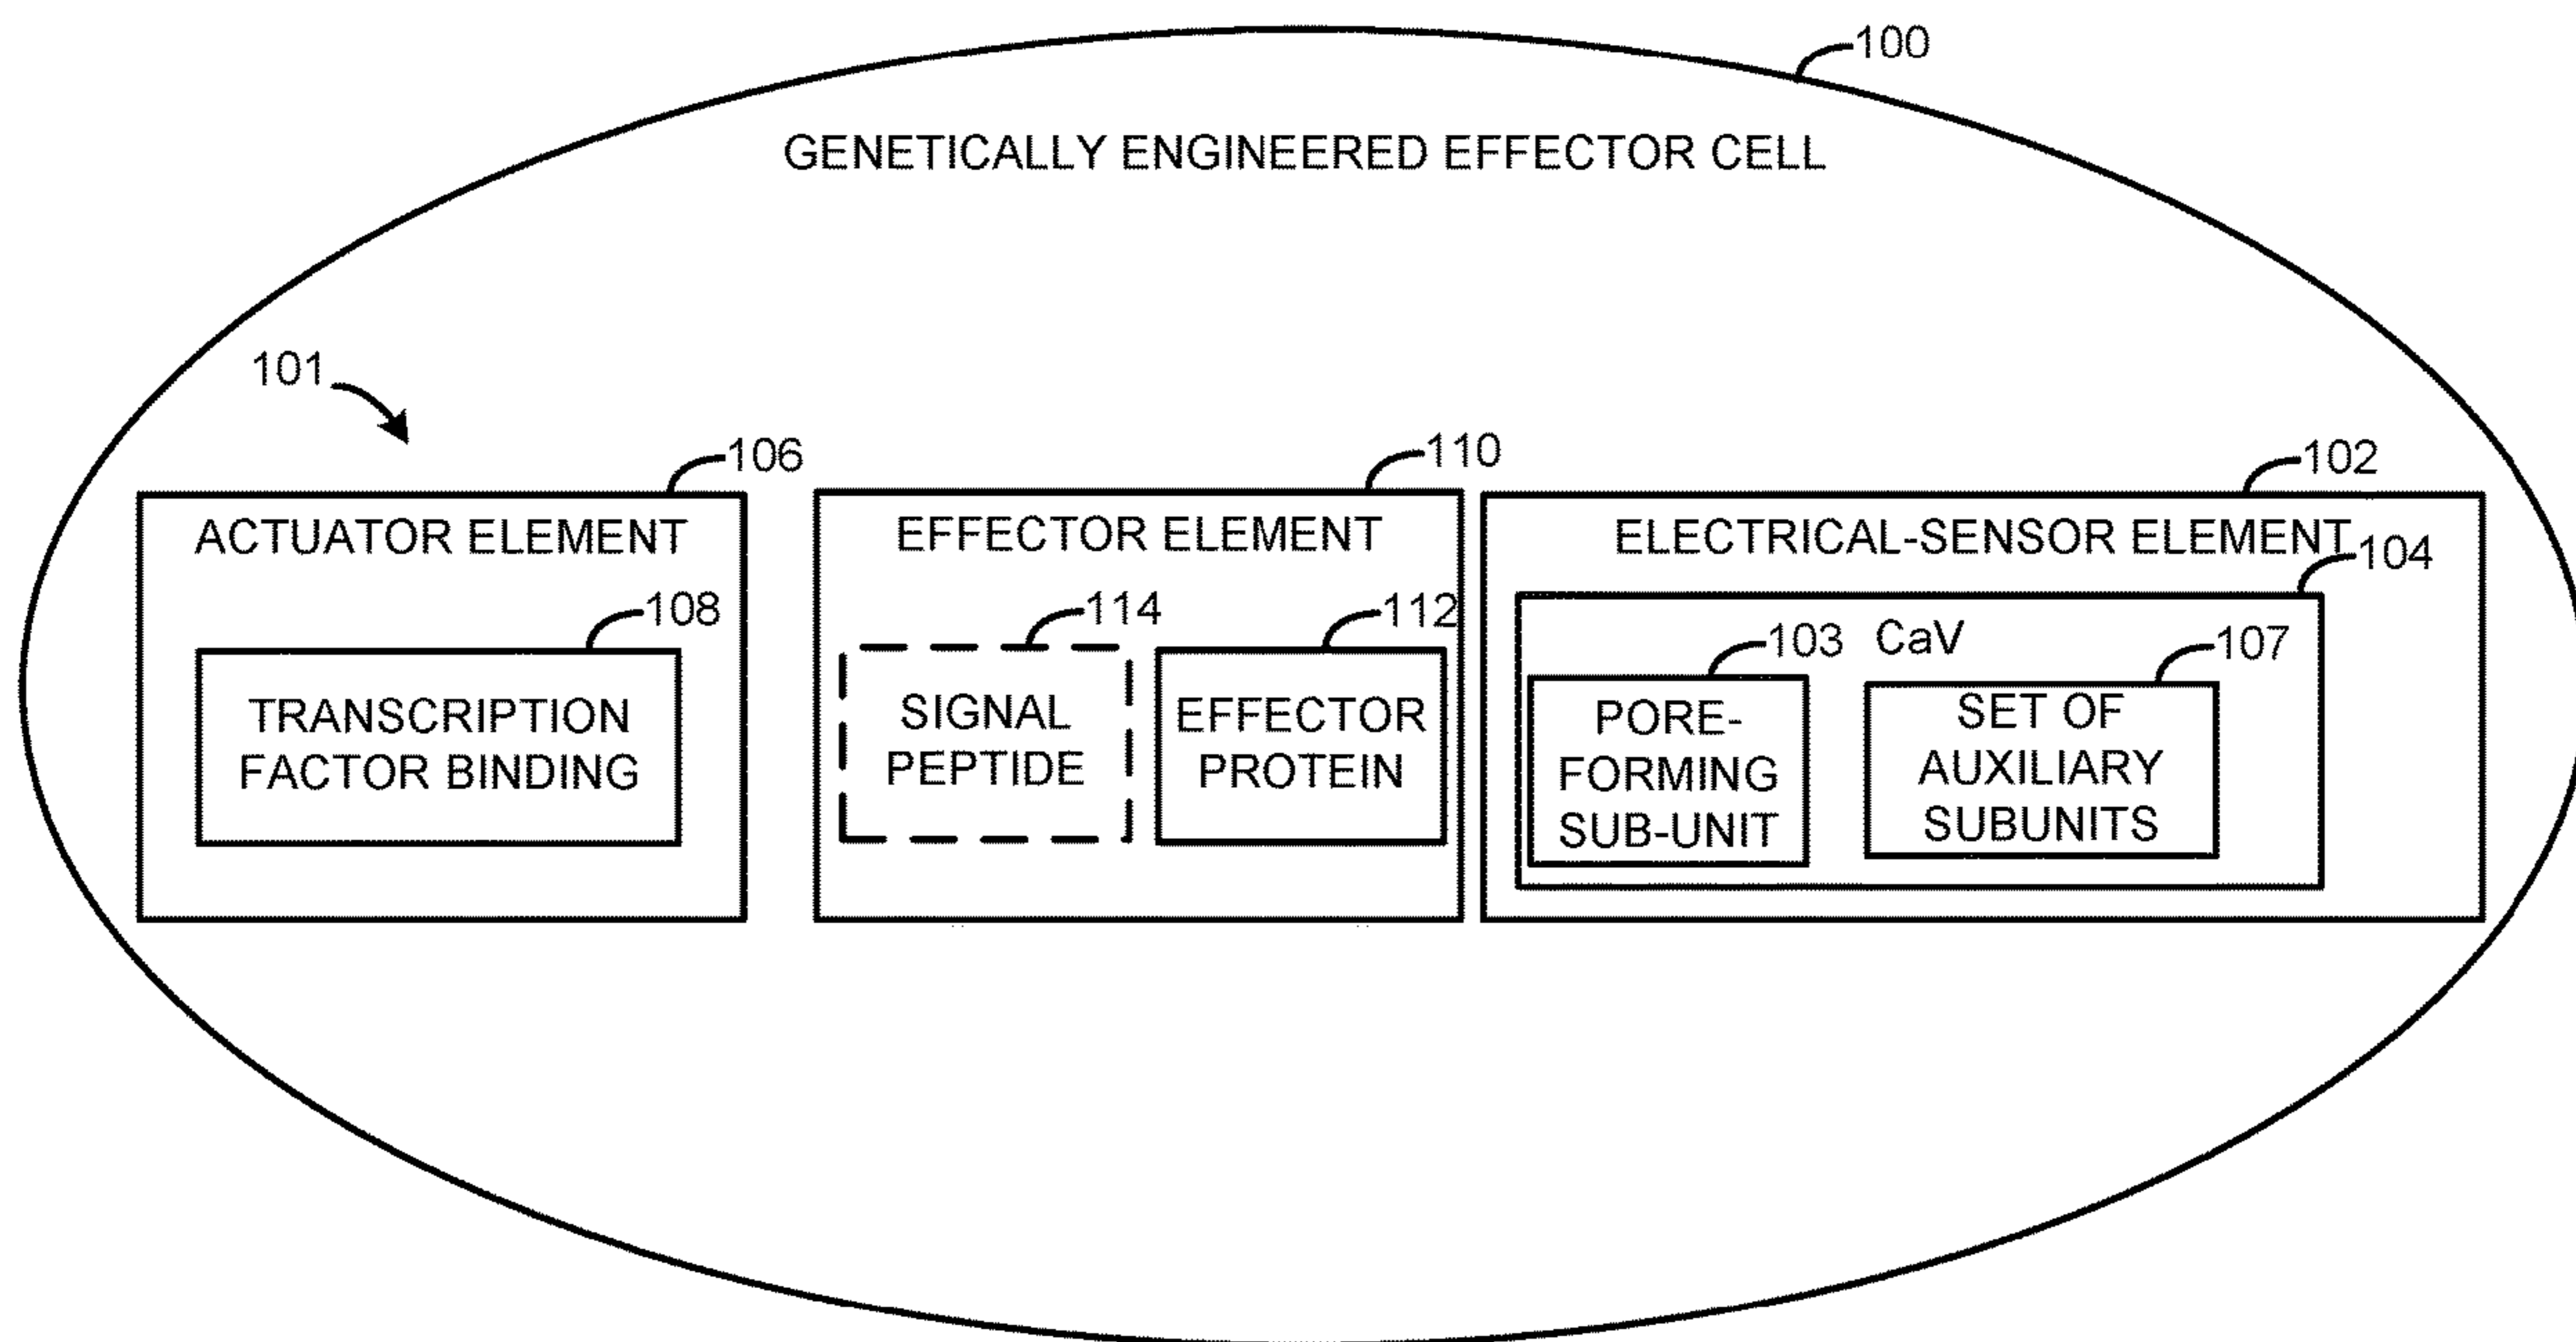 100
GENETICALLY ENGINEERED EFFECTOR CELL
101
106
110
102
ACTUATOR ELEMENT
EFFECTOR ELEMENT
ELECTRICAL-SENSOR ELEMENT
104
108
114
112
103
CaV
107
TRANSCRIPTION
FACTOR BINDING
SIGNAL
PEPTIDE
EFFECTOR
PROTEIN
PORE-
FORMING
SUB-UNIT
SET OF
AUXILIARY
SUBUNITS